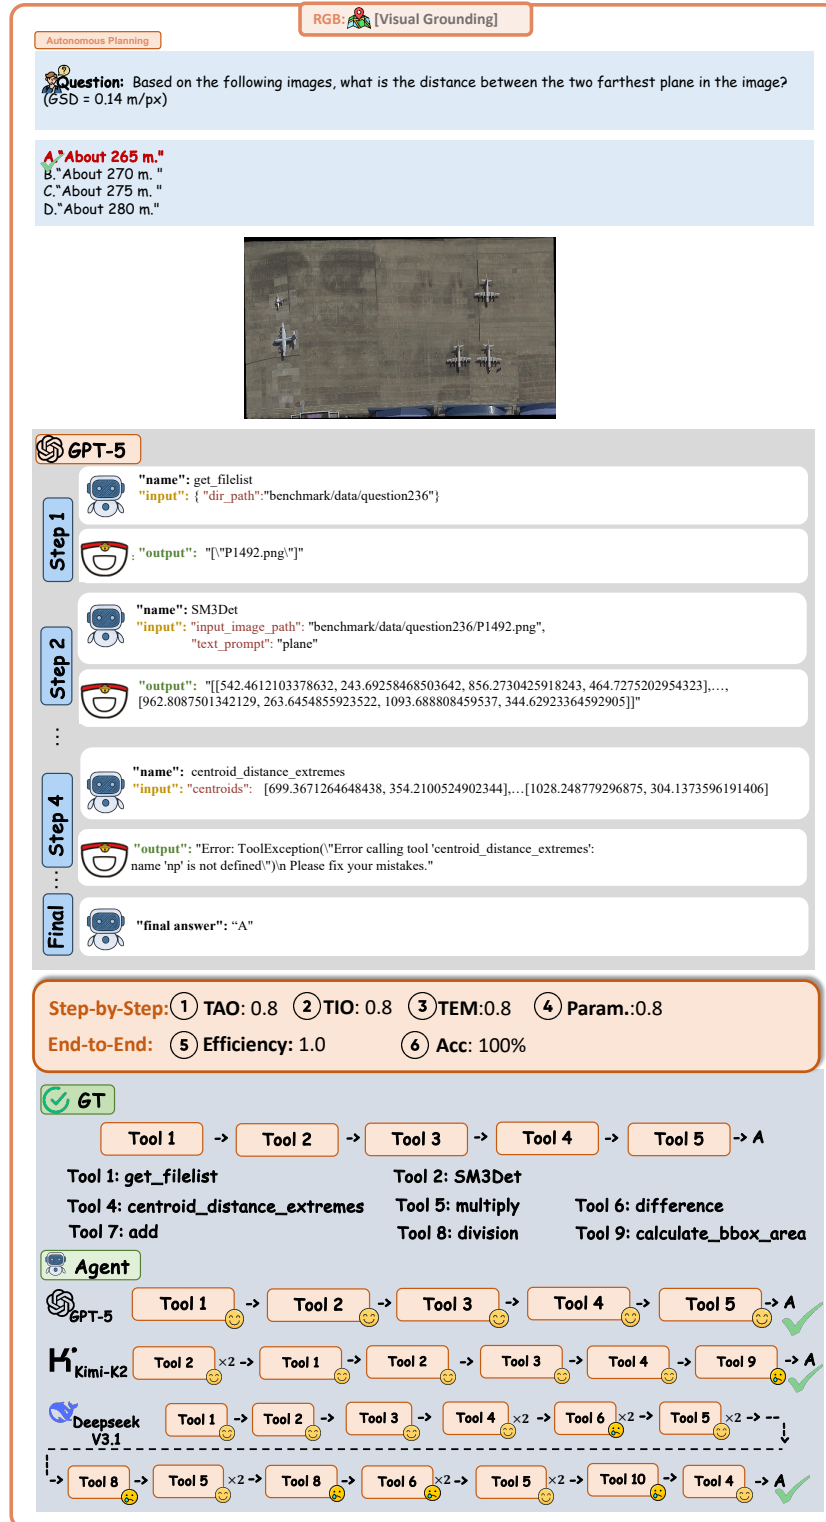 RGB: [Visual Grounding]
Autonomous Planning
Question: Based on the following images, what is the distance between the two farthest plane in the image?
(GSD = 0.14 m/px)
A."About 265 m."
B."About 270 m. "
C."About 275 m. "
D."About 280 m."
GPT-5
Step 1
"name": get_filelist
"input": { "dir_path":"benchmark/data/question236"}
: "output": "[\"P1492.png\"]"
Step 2
"name": SM3Det
"input": "input_image_path": "benchmark/data/question236/P1492.png",
"text_prompt": "plane"
"output": "[[542.4612103378632, 243.69258468503642, 856.2730425918243, 464.7275202954323],...,
[962.8087501342129, 263.6454855923522, 1093.688808459537, 344.62923364592905]]"
...
Step 4
"name": centroid_distance_extremes
"input": "centroids": [699.3671264648438, 354.2100524902344],...[1028.248779296875, 304.1373596191406]
"output": "Error: ToolException(\"Error calling tool 'centroid_distance_extremes':
name 'np' is not defined\")\n Please fix your mistakes."
...
Final
"final answer": "A"
Step-by-Step: 1 TAO: 0.8 2 TIO: 0.8 3 TEM:0.8 4 Param.:0.8
End-to-End: 5 Efficiency: 1.0 6 Acc: 100%
GT
Tool 1 -> Tool 2 -> Tool 3 -> Tool 4 -> Tool 5 -> A
Tool 1: get_filelist Tool 2: SM3Det
Tool 4: centroid_distance_extremes Tool 5: multiply Tool 6: difference
Tool 7: add Tool 8: division Tool 9: calculate_bbox_area
Agent
GPT-5 Tool 1 -> Tool 2 -> Tool 3 -> Tool 4 -> Tool 5 -> A
Kimi-K2 Tool 2 ×2 -> Tool 1 -> Tool 2 -> Tool 3 -> Tool 4 -> Tool 9 -> A
Deepseek V3.1 Tool 1 -> Tool 2 -> Tool 3 -> Tool 4 ×2 -> Tool 6 ×2 -> Tool 5 ×2 -> --
-> Tool 8 -> Tool 5 ×2 -> Tool 8 -> Tool 6 ×2 -> Tool 5 ×2 -> Tool 10 -> Tool 4 -> A